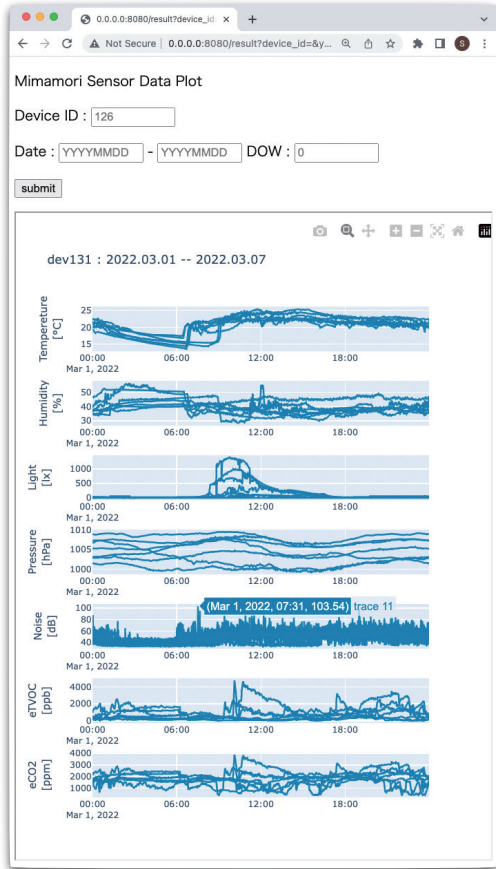 0.0.0.0:8080/result?device_id=
Not Secure | 0.0.0.0:8080/result?device_id=&y...
S
Mimamori Sensor Data Plot
Device ID : 126
Date : YYYYMMDD - YYYYMMDD DOW : 0
submit
dev131 : 2022.03.01 -- 2022.03.07
Tempereture
[°C]
25
20
15
00:00 06:00 12:00 18:00
Mar 1, 2022
Humidity
[%]
50
40
30
00:00 06:00 12:00 18:00
Mar 1, 2022
Light
[lx]
1000
500
0
00:00 06:00 12:00 18:00
Mar 1, 2022
Pressure
[hPa]
1010
1005
1000
00:00 06:00 12:00 18:00
Mar 1, 2022
Noise
[dB]
100
80
60
40
(Mar 1, 2022, 07:31, 103.54) trace 11
00:00 06:00 12:00 18:00
Mar 1, 2022
eTVOC
[ppb]
4000
2000
0
00:00 06:00 12:00 18:00
Mar 1, 2022
eCO2
[ppm]
4000
3000
2000
1000
00:00 06:00 12:00 18:00
Mar 1, 2022